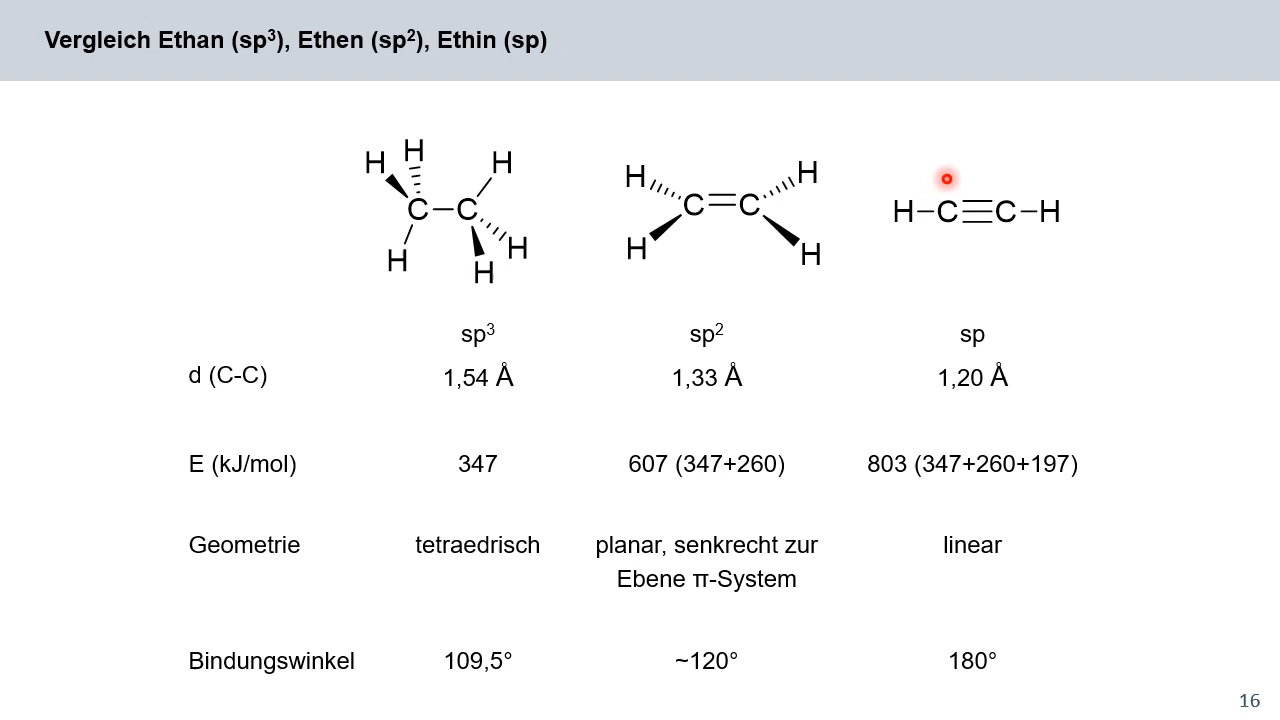 Vergleich Ethan (sp³), Ethen (sp²), Ethin (sp)
H H H
C C
H H
H
H H
C C
H H
H C C H
sp³ sp² sp
d (C-C) 1,54 Å 1,33 Å 1,20 Å
E (kJ/mol) 347 607 (347+260) 803 (347+260+197)
Geometrie tetraedrisch planar, senkrecht zur linear
Ebene π-System
Bindungswinkel 109,5° ~120° 180°
16